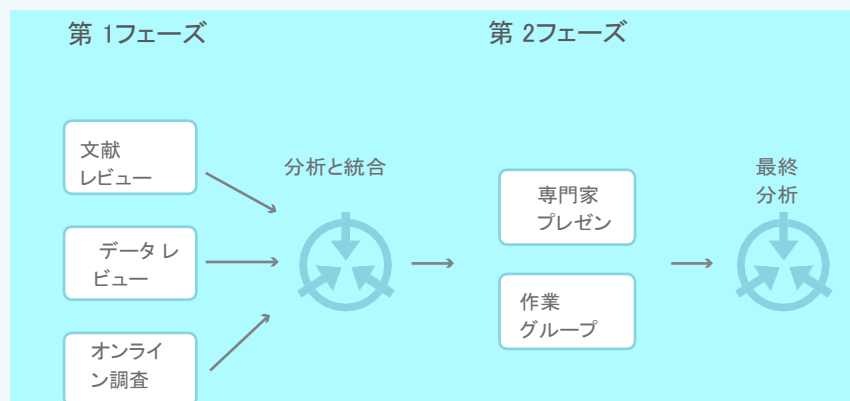 第 1フェーズ
第 2フェーズ
文献
レビュー
データ レ
ビュー
オンライ
ン調査
分析と統合
専門家
プレゼン
作業
グループ
最終
分析